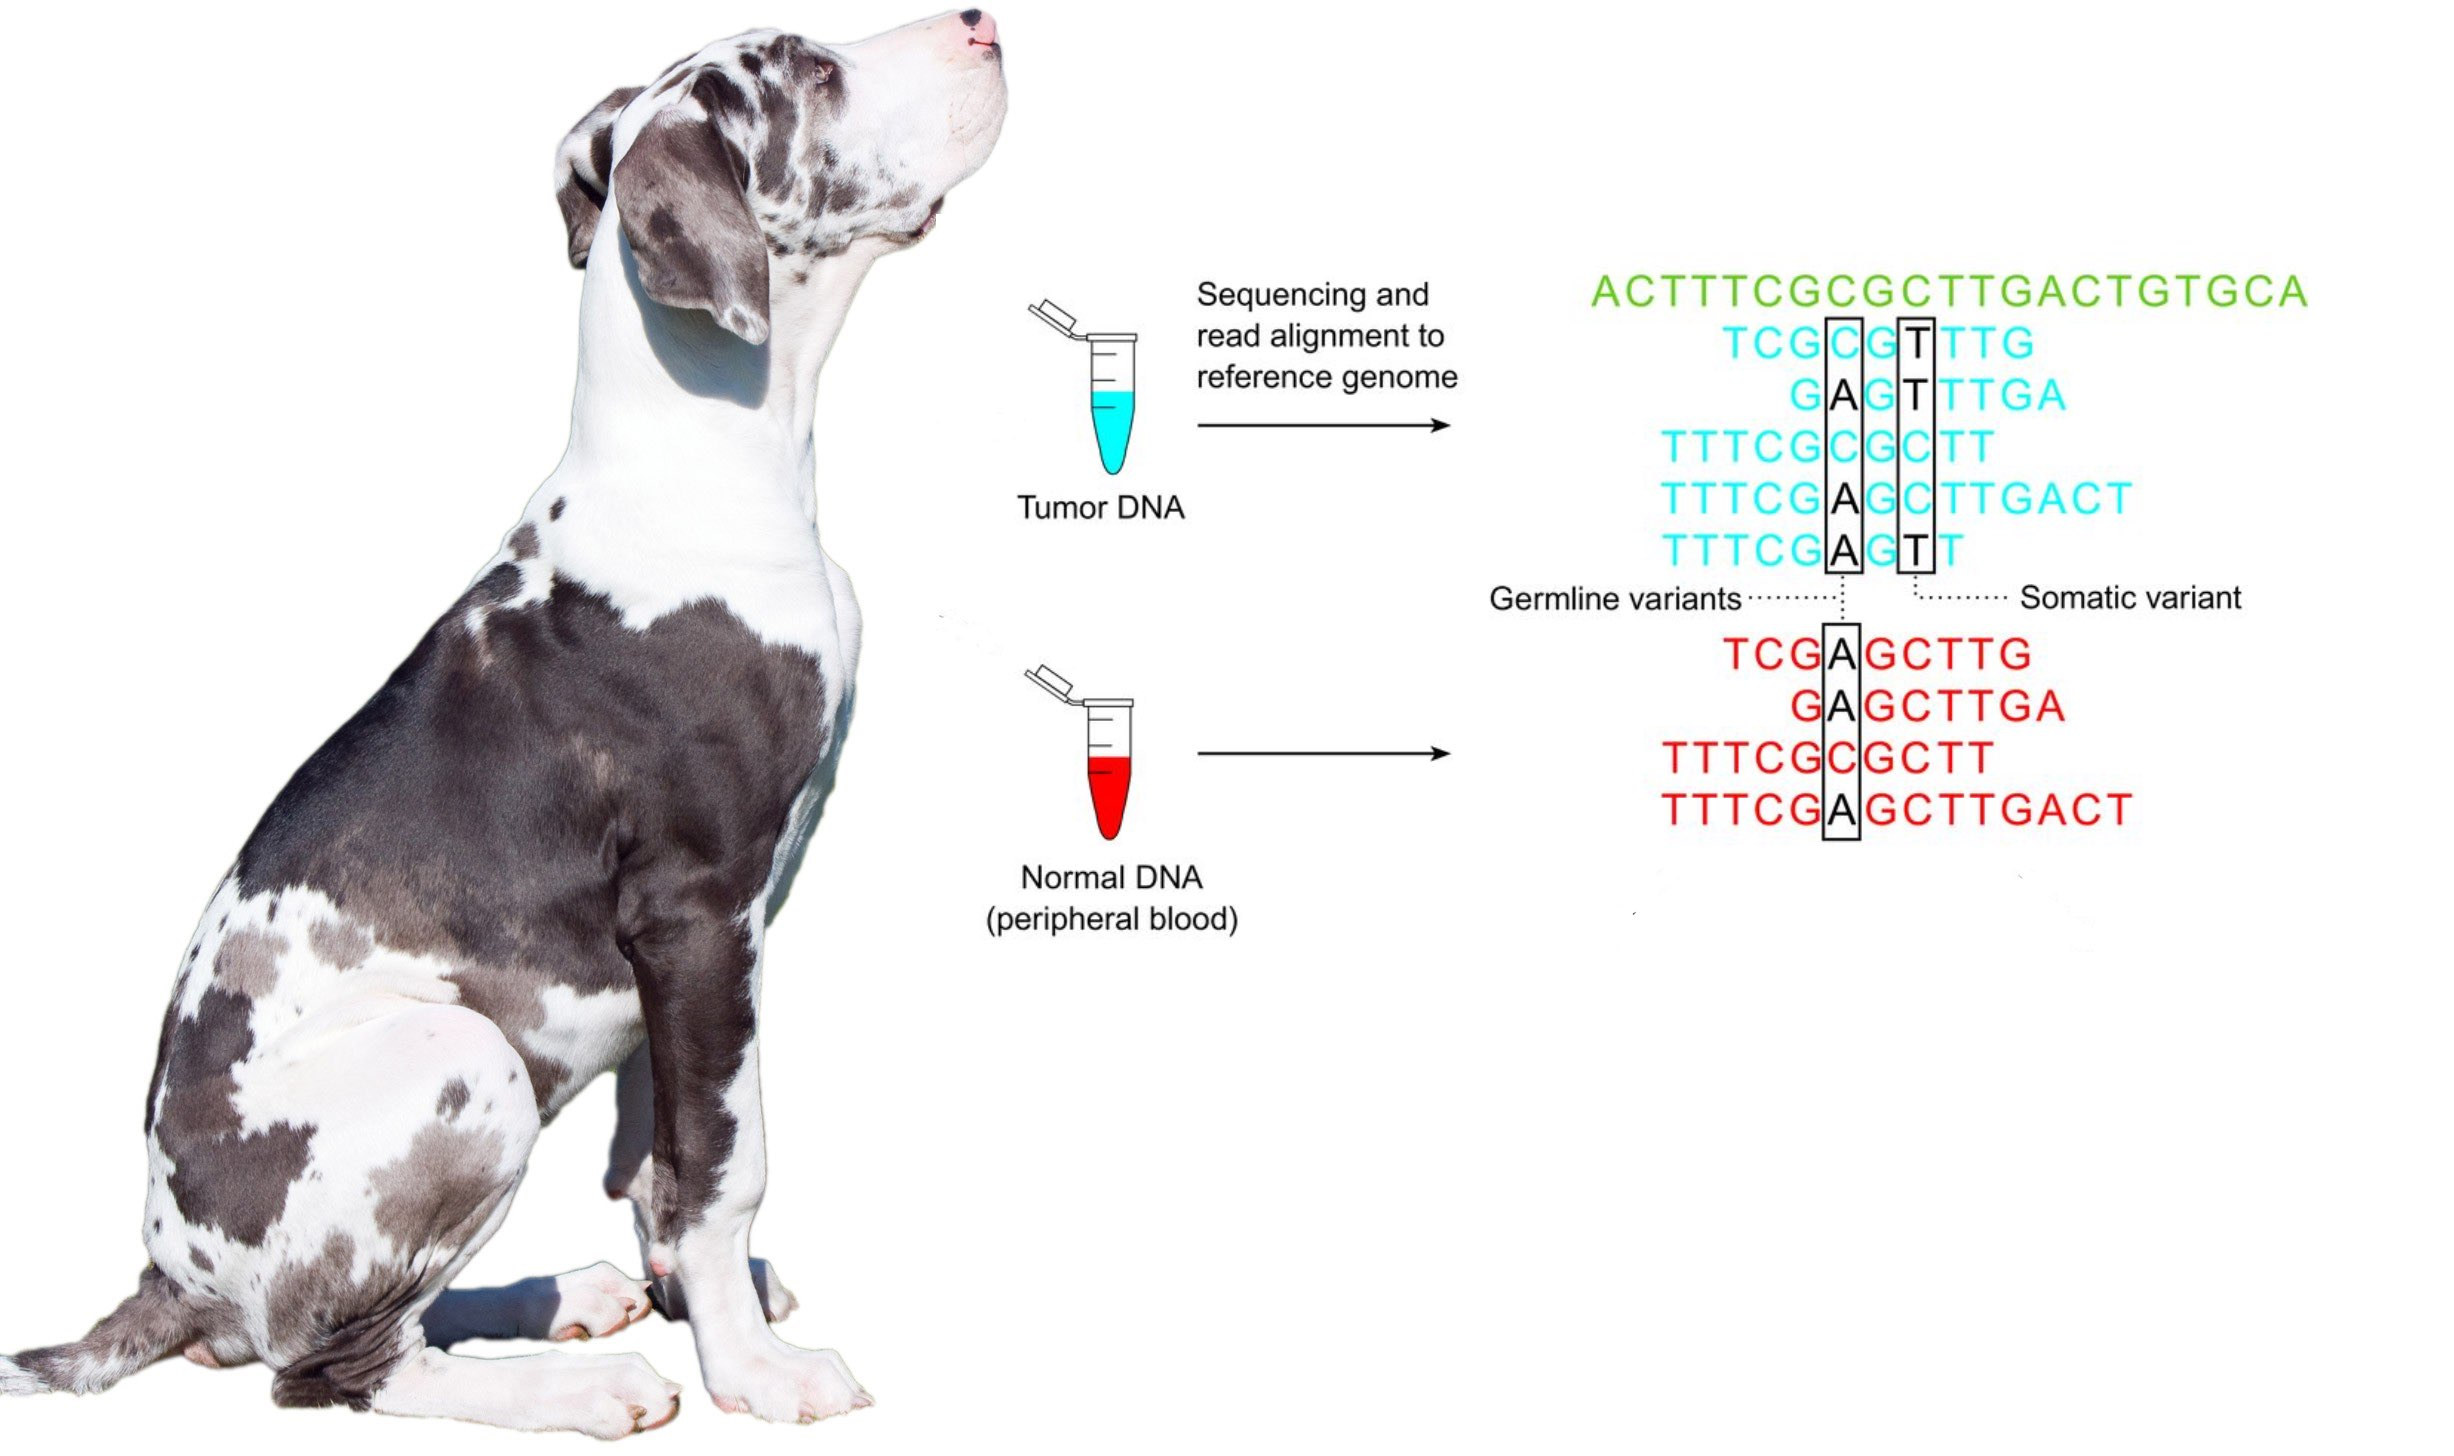 Sequencing and
read alignment to
reference genome
Tumor DNA
ACTTTCGCGCTTGACTGTGCA
TCGCGTTTG
GAGTTTGA
TTTCGCGCTT
TTTCGAGCTTGACT
TTTCGAGTT
Germline variants
Somatic variant
TCGAGCTTG
GAGCTTGA
TTTCGCGCTT
TTTCGAGCTTGACT
Normal DNA
(peripheral blood)